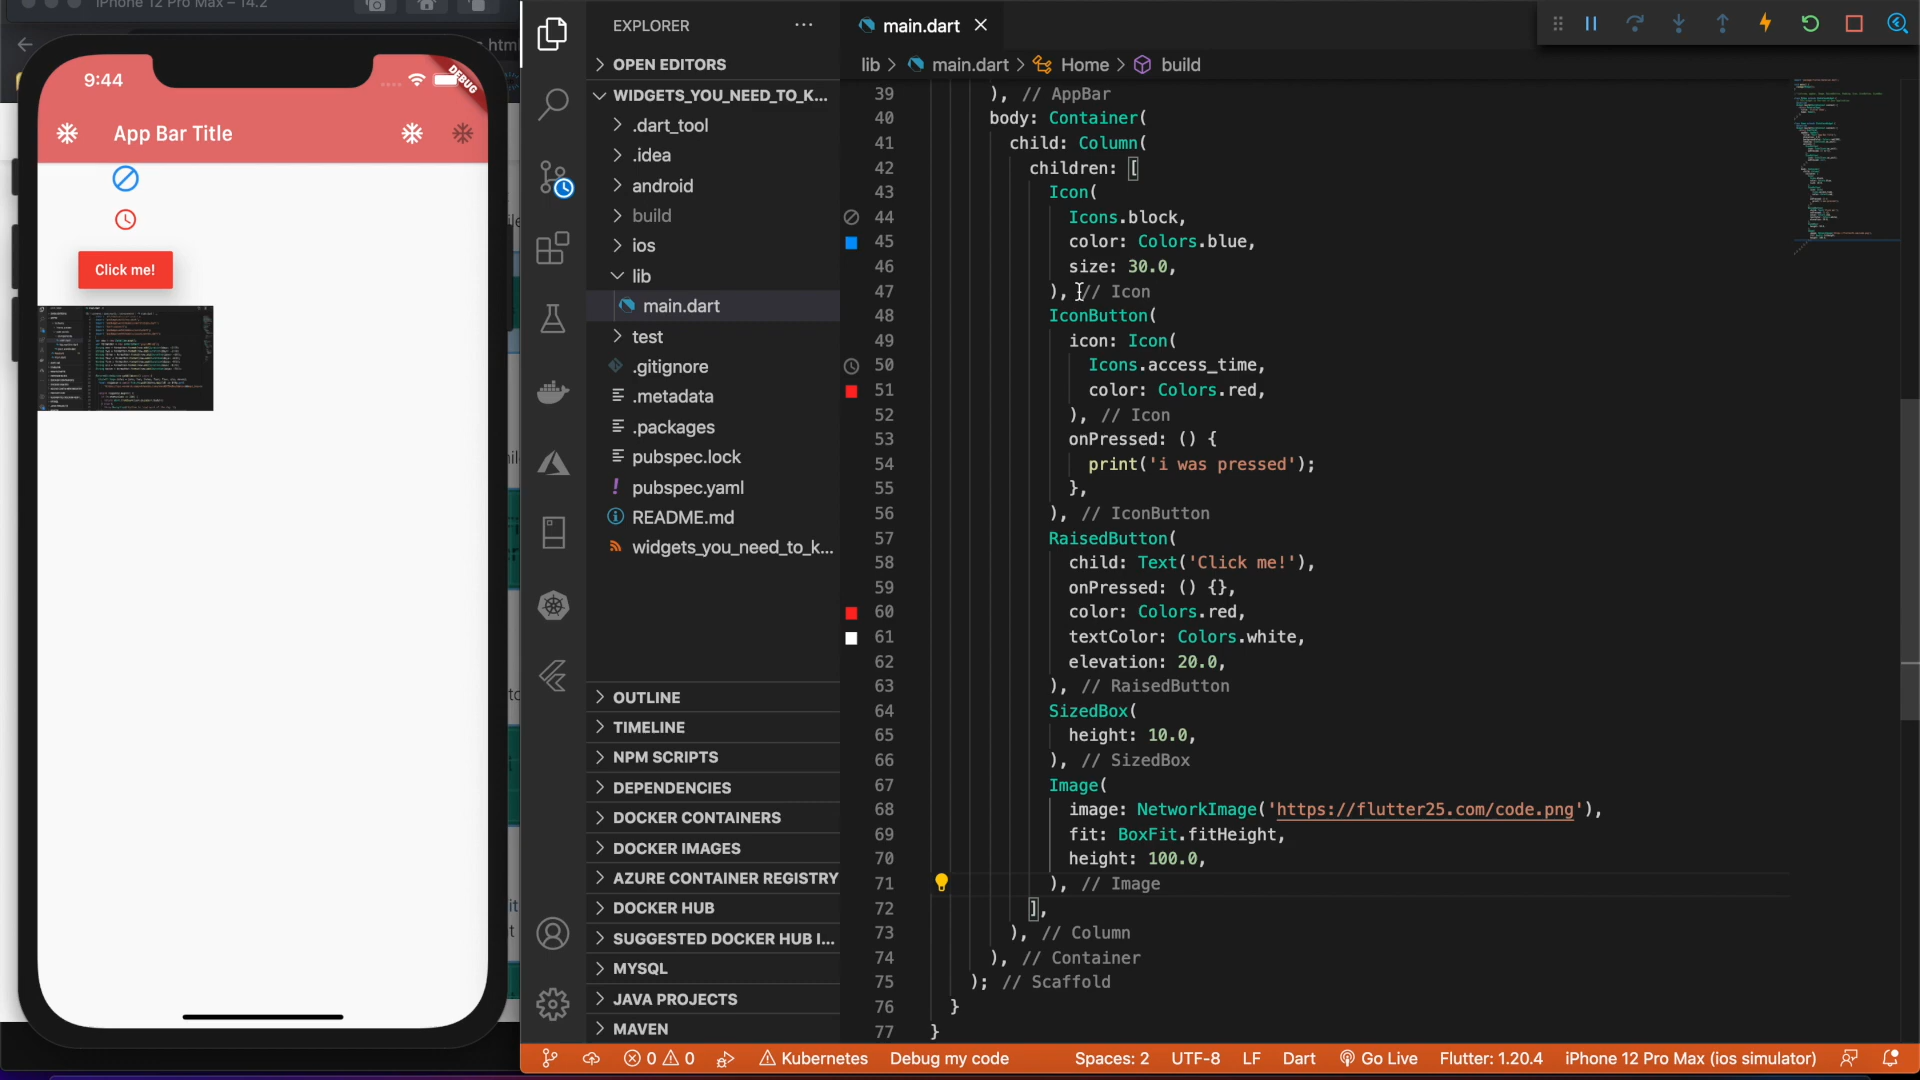 iPhone 12 Pro Max – 14.2
9:44
DEBUG
App Bar Title
Click me!
EXPLORER
OPEN EDITORS
WIDGETS_YOU_NEED_TO_K...
.dart_tool
.idea
android
build
ios
lib
main.dart
test
.gitignore
.metadata
.packages
pubspec.lock
pubspec.yaml
README.md
widgets_you_need_to_k...
OUTLINE
TIMELINE
NPM SCRIPTS
DEPENDENCIES
DOCKER CONTAINERS
DOCKER IMAGES
AZURE CONTAINER REGISTRY
DOCKER HUB
SUGGESTED DOCKER HUB I...
MYSQL
JAVA PROJECTS
MAVEN
main.dart
lib > main.dart > Home > build
39 ), // AppBar
40 body: Container(
41 child: Column(
42 children: [
43 Icon(
44 Icons.block,
45 color: Colors.blue,
46 size: 30.0,
47 ), // Icon
48 IconButton(
49 icon: Icon(
50 Icons.access_time,
51 color: Colors.red,
52 ), // Icon
53 onPressed: () {
54 print('i was pressed');
55 },
56 ), // IconButton
57 RaisedButton(
58 child: Text('Click me!'),
59 onPressed: () {},
60 color: Colors.red,
61 textColor: Colors.white,
62 elevation: 20.0,
63 ), // RaisedButton
64 SizedBox(
65 height: 10.0,
66 ), // SizedBox
67 Image(
68 image: NetworkImage('https://flutter25.com/code.png'),
69 fit: BoxFit.fitHeight,
70 height: 100.0,
71 ), // Image
72 ],
73 ), // Column
74 ), // Container
75 ); // Scaffold
76 }
77 }
0 0 Kubernetes Debug my code Spaces: 2 UTF-8 LF Dart Go Live Flutter: 1.20.4 iPhone 12 Pro Max (ios simulator)